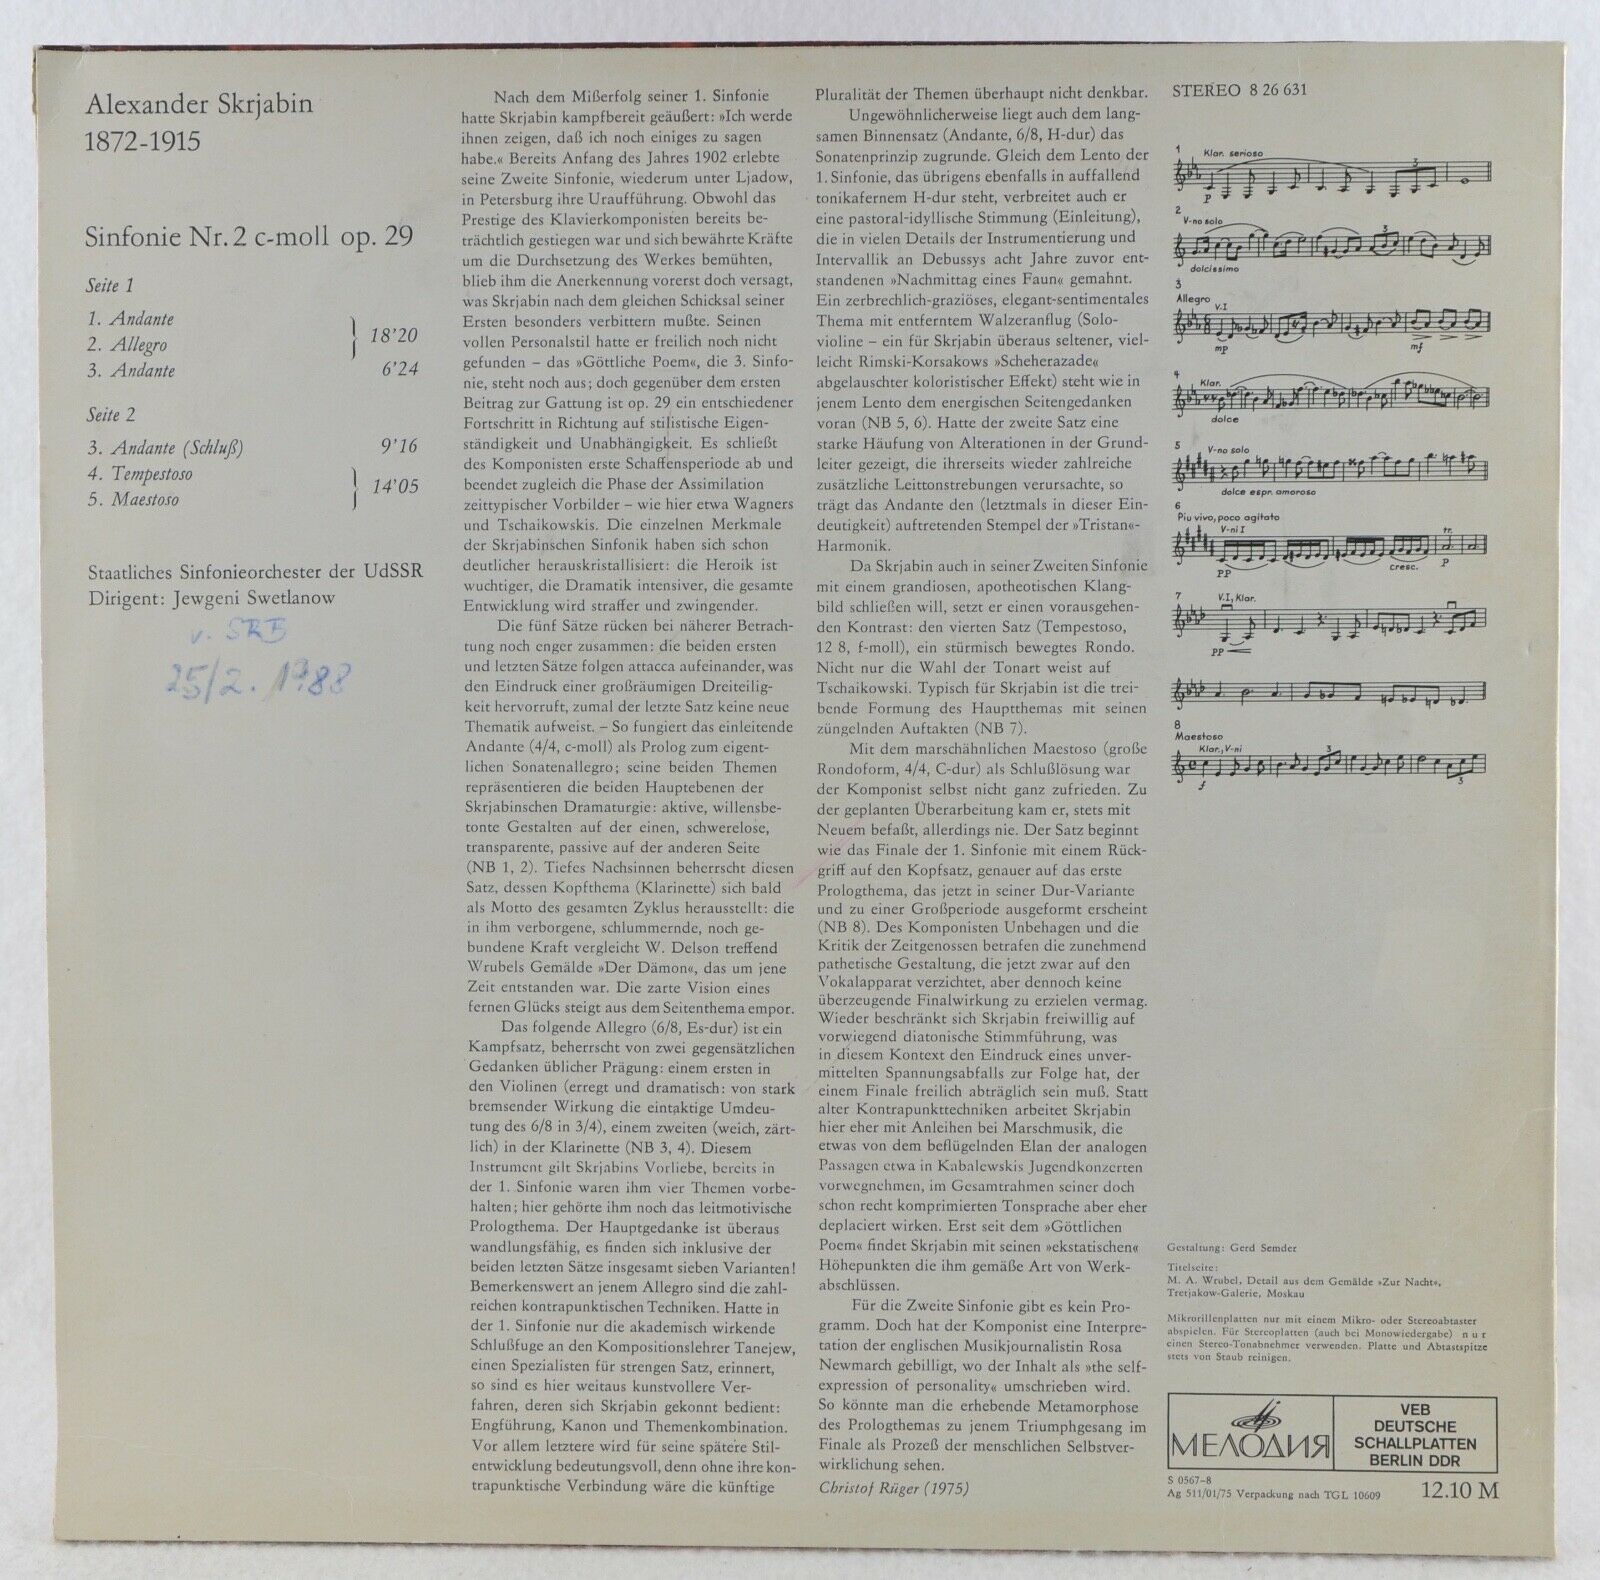 Alexander Skrjabin
1872-1915
Sinfonie Nr. 2 c-moll op. 29
Seite 1
1. Andante
2. Allegro
18'20
3. Andante 6'24
Seite 2
3. Andante (Schluß) 9'16
4. Tempestoso
5. Maestoso
14'05
Staatliches Sinfonieorchester der UdSSR
Dirigent: Jewgeni Swetlanow
v. SRB
25/2. 1988
Nach dem Mißerfolg seiner 1. Sinfonie
hatte Skrjabin kampfbereit geäußert: »Ich werde
ihnen zeigen, daß ich noch einiges zu sagen
habe.« Bereits Anfang des Jahres 1902 erlebte
seine Zweite Sinfonie, wiederum unter Ljadow,
in Petersburg ihre Uraufführung. Obwohl das
Prestige des Klavierkomponisten bereits be-
trächtlich gestiegen war und sich bewährte Kräfte
um die Durchsetzung des Werkes bemühten,
blieb ihm die Anerkennung vorerst doch versagt,
was Skrjabin nach dem gleichen Schicksal seiner
Ersten besonders verbittern mußte. Seinen
vollen Personalstil hatte er freilich noch nicht
gefunden – das »Göttliche Poem«, die 3. Sinfo-
nie, steht noch aus; doch gegenüber dem ersten
Beitrag zur Gattung ist op. 29 ein entschiedener
Fortschritt in Richtung auf stilistische Eigen-
ständigkeit und Unabhängigkeit. Es schließt
des Komponisten erste Schaffensperiode ab und
beendet zugleich die Phase der Assimilation
zeittypischer Vorbilder – wie hier etwa Wagners
und Tschaikowskis. Die einzelnen Merkmale
der Skrjabinschen Sinfonik haben sich schon
deutlicher herauskristallisiert: die Heroik ist
wuchtiger, die Dramatik intensiver, die gesamte
Entwicklung wird straffer und zwingender.
Die fünf Sätze rücken bei näherer Betrach-
tung noch enger zusammen: die beiden ersten
und letzten Sätze folgen attacca aufeinander, was
den Eindruck einer großräumigen Dreiteilig-
keit hervorruft, zumal der letzte Satz keine neue
Thematik aufweist. – So fungiert das einleitende
Andante (4/4, c-moll) als Prolog zum eigent-
lichen Sonatenallegro; seine beiden Themen
repräsentieren die beiden Hauptebenen der
Skrjabinschen Dramaturgie: aktive, willensbe-
tonte Gestalten auf der einen, schwerelose,
transparente, passive auf der anderen Seite
(NB 1, 2). Tiefes Nachsinnen beherrscht diesen
Satz, dessen Kopfthema (Klarinette) sich bald
als Motto des gesamten Zyklus herausstellt: die
in ihm verborgene, schlummernde, noch ge-
bundene Kraft vergleicht W. Delson treffend
Wrubels Gemälde »Der Dämon«, das um jene
Zeit entstanden war. Die zarte Vision eines
fernen Glücks steigt aus dem Seitenthema empor.
Das folgende Allegro (6/8, Es-dur) ist ein
Kampfsatz, beherrscht von zwei gegensätzlichen
Gedanken üblicher Prägung: einem ersten in
den Violinen (erregt und dramatisch: von stark
bremsender Wirkung die eintaktige Umdeu-
tung des 6/8 in 3/4), einem zweiten (weich, zärt-
lich) in der Klarinette (NB 3, 4). Diesem
Instrument gilt Skrjabins Vorliebe, bereits in
der 1. Sinfonie waren ihm vier Themen vorbe-
halten; hier gehörte ihm noch das leitmotivische
Prologthema. Der Hauptgedanke ist überaus
wandlungsfähig, es finden sich inklusive der
beiden letzten Sätze insgesamt sieben Varianten!
Bemerkenswert an jenem Allegro sind die zahl-
reichen kontrapunktischen Techniken. Hatte in
der 1. Sinfonie nur die akademisch wirkende
Schlußfuge an den Kompositionslehrer Tanejew,
einen Spezialisten für strengen Satz, erinnert,
so sind es hier weitaus kunstvollere Ver-
fahren, deren sich Skrjabin gekonnt bedient:
Engführung, Kanon und Themenkombination.
Vor allem letztere wird für seine spätere Stil-
entwicklung bedeutungsvoll, denn ohne ihre kon-
trapunktische Verbindung wäre die künftige
Pluralität der Themen überhaupt nicht denkbar.
Ungewöhnlicherweise liegt auch dem lang-
samen Binnensatz (Andante, 6/8, H-dur) das
Sonatenprinzip zugrunde. Gleich dem Lento der
1. Sinfonie, das übrigens ebenfalls in auffallend
tonikafernem H-dur steht, verbreitet auch er
eine pastoral-idyllische Stimmung (Einleitung),
die in vielen Details der Instrumentierung und
Intervallik an Debussys acht Jahre zuvor ent-
standenen »Nachmittag eines Faun« gemahnt.
Ein zerbrechlich-graziöses, elegant-sentimentales
Thema mit entferntem Walzeranflug (Solo-
violine – ein für Skrjabin überaus seltener, viel-
leicht Rimski-Korsakows »Scheherazade«
abgelauschter koloristischer Effekt) steht wie in
jenem Lento dem energischen Seitengedanken
voran (NB 5, 6). Hatte der zweite Satz eine
starke Häufung von Alterationen in der Grund-
leiter gezeigt, die ihrerseits wieder zahlreiche
zusätzliche Leittonstrebungen verursachte, so
trägt das Andante den (letztmals in dieser Ein-
deutigkeit) auftretenden Stempel der »Tristan«-
Harmonik.
Da Skrjabin auch in seiner Zweiten Sinfonie
mit einem grandiosen, apotheotischen Klang-
bild schließen will, setzt er einen vorausgehen-
den Kontrast: den vierten Satz (Tempestoso,
12 8, f-moll), ein stürmisch bewegtes Rondo.
Nicht nur die Wahl der Tonart weist auf
Tschaikowski. Typisch für Skrjabin ist die trei-
bende Formung des Hauptthemas mit seinen
züngelnden Auftakten (NB 7).
Mit dem marschähnlichen Maestoso (große
Rondoform, 4/4, C-dur) als Schlußlösung war
der Komponist selbst nicht ganz zufrieden. Zu
der geplanten Überarbeitung kam er, stets mit
Neuem befaßt, allerdings nie. Der Satz beginnt
wie das Finale der 1. Sinfonie mit einem Rück-
griff auf den Kopfsatz, genauer auf das erste
Prologthema, das jetzt in seiner Dur-Variante
und zu einer Großperiode ausgeformt erscheint
(NB 8). Des Komponisten Unbehagen und die
Kritik der Zeitgenossen betrafen die zunehmend
pathetische Gestaltung, die jetzt zwar auf den
Vokalapparat verzichtet, aber dennoch keine
überzeugende Finalwirkung zu erzielen vermag.
Wieder beschränkt sich Skrjabin freiwillig auf
vorwiegend diatonische Stimmführung, was
in diesem Kontext den Eindruck eines unver-
mittelten Spannungsabfalls zur Folge hat, der
einem Finale freilich abträglich sein muß. Statt
alter Kontrapunkttechniken arbeitet Skrjabin
hier eher mit Anleihen bei Marschmusik, die
etwas von dem beflügelnden Elan der analogen
Passagen etwa in Kabalewskis Jugendkonzerten
vorwegnehmen, im Gesamtrahmen seiner doch
schon recht komprimierten Tonsprache aber eher
deplaciert wirken. Erst seit dem »Göttlichen
Poem« findet Skrjabin mit seinen »ekstatischen«
Höhepunkten die ihm gemäße Art von Werk-
abschlüssen.
Für die Zweite Sinfonie gibt es kein Pro-
gramm. Doch hat der Komponist eine Interpre-
tation der englischen Musikjournalistin Rosa
Newmarch gebilligt, wo der Inhalt als »the self-
expression of personality« umschrieben wird.
So könnte man die erhebende Metamorphose
des Prologthemas zu jenem Triumphgesang im
Finale als Prozeß der menschlichen Selbstver-
wirklichung sehen.
Christof Rüger (1975)
STEREO 8 26 631
1
Klar. serioso
3
p
2
V-no solo
3
dolcissimo
3
Allegro
V.I
mp
mf
4
Klar.
dolce
5
V-no solo
dolce espr. amoroso
6
Piu vivo, poco agitato
V-ni I
tr.
pp
cresc.
p
7
V.I, Klar.
pp
8
Maestoso
Klar., V-ni
3
f
3
Gestaltung: Gerd Semder
Titelseite:
M. A. Wrubel, Detail aus dem Gemälde »Zur Nacht«,
Tretjakow-Galerie, Moskau
Mikrorillenplatten nur mit einem Mikro- oder Stereoabtaster
abspielen. Für Stereoplatten (auch bei Monowiedergabe) nur
einen Stereo-Tonabnehmer verwenden. Platte und Abtastspitze
stets von Staub reinigen.
МЕЛОДИЯ
VEB
DEUTSCHE
SCHALLPLATTEN
BERLIN DDR
S 0567-8
Ag 511/01/75 Verpackung nach TGL 10609
12.10 M